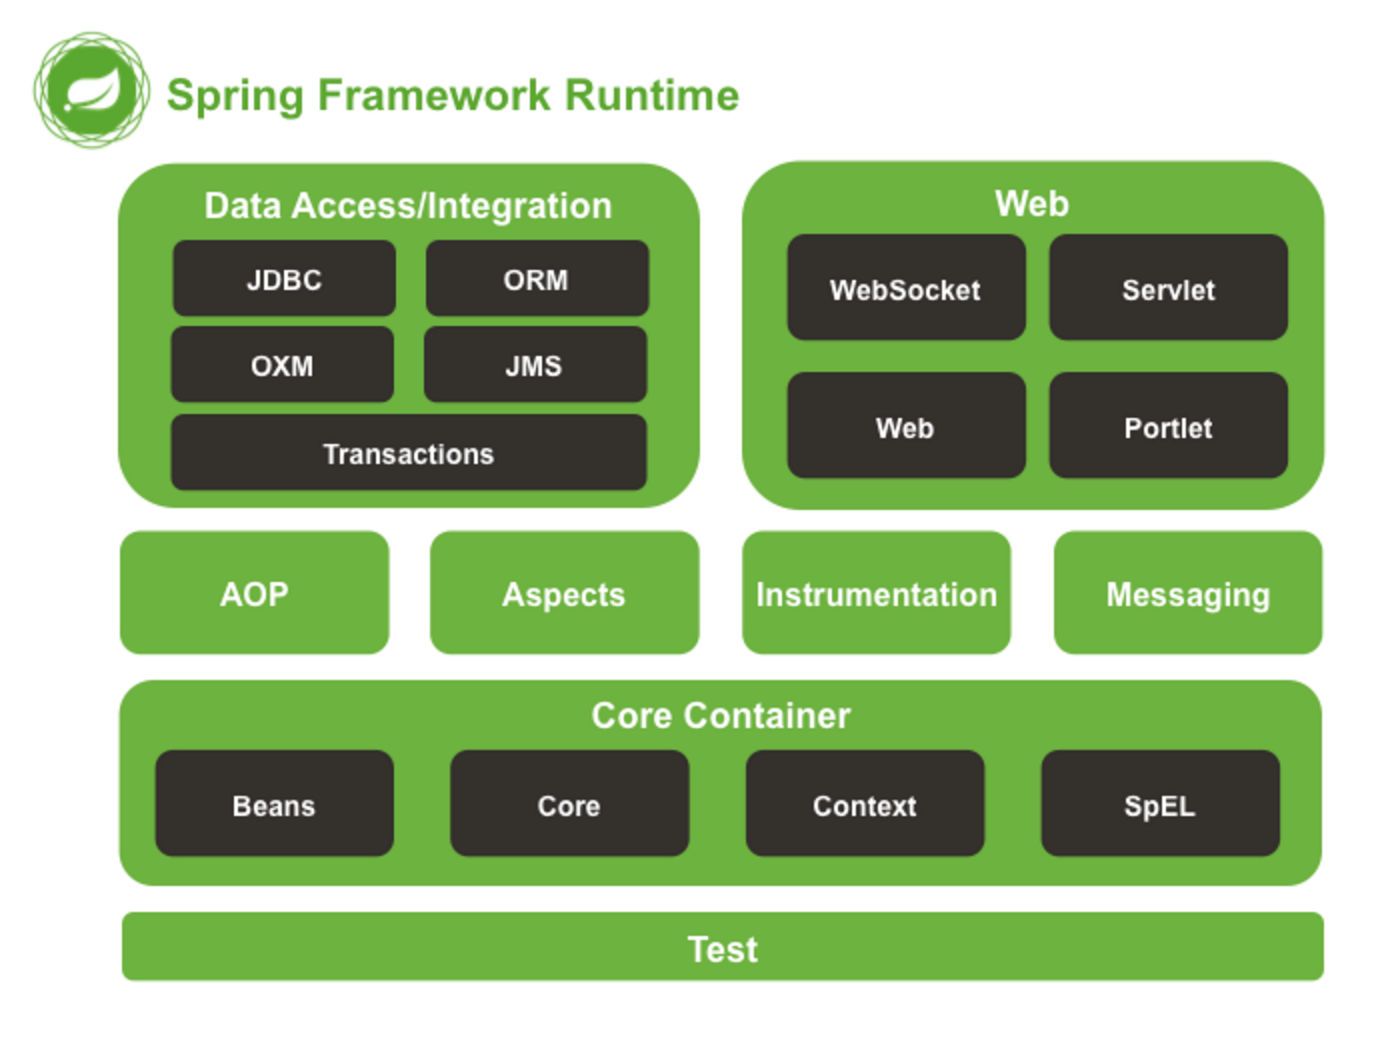 Spring Framework Runtime
Data Access/Integration
JDBC
ORM
OXM
JMS
Transactions
Web
WebSocket
Servlet
Web
Portlet
AOP
Aspects
Instrumentation
Messaging
Core Container
Beans
Core
Context
SpEL
Test